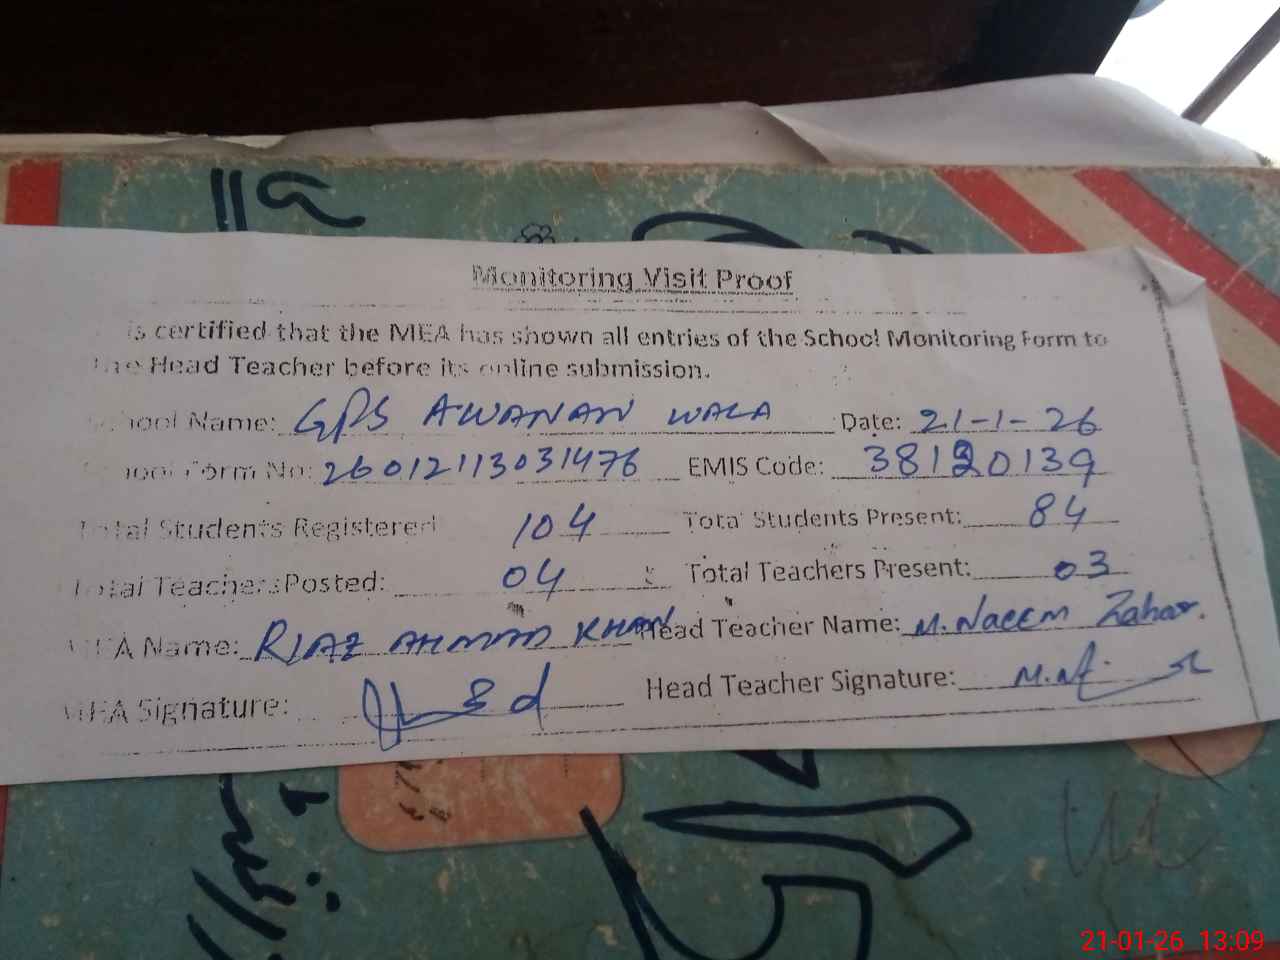 Monitoring Visit Proof
is certified that the MEA has shown all entries of the School Monitoring Form to
the Head Teacher before its online submission.
School Name: GPS AWANAN WALA Date: 21-1-26
School Form No: 26012113031476 EMIS Code: 38120139
Total Students Registered 104 Total Students Present: 84
Total Teachers Posted: 04 Total Teachers Present: 03
MEA Name: RIAZ AHMAD KHAN Head Teacher Name: M. Naeem
MEA Signature: Head Teacher Signature:
21-01-26 13:09